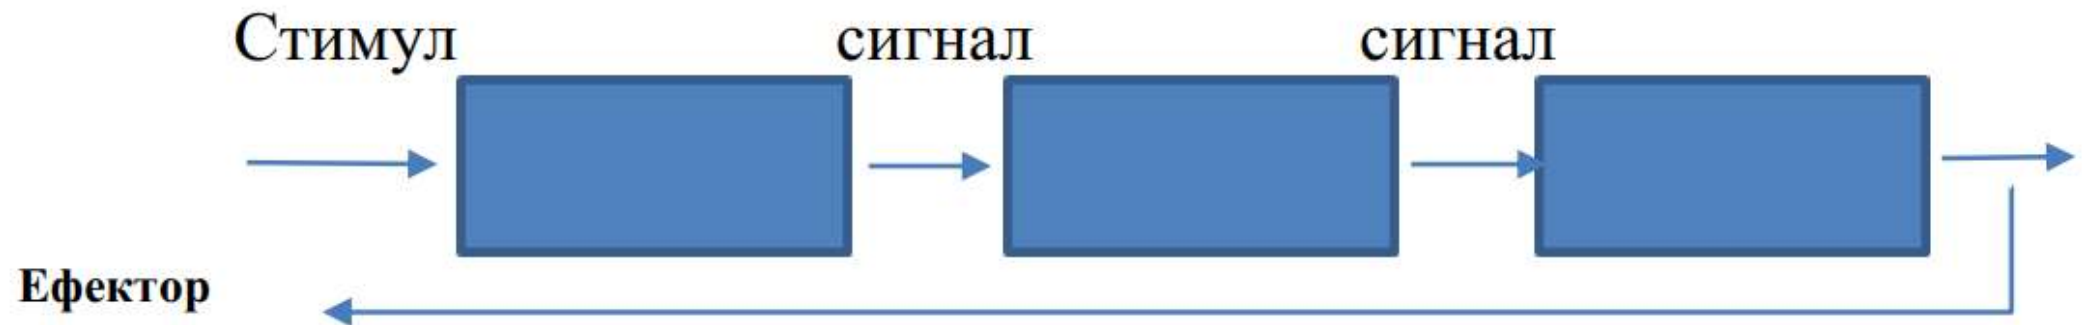 Стимул сигнал сигнал
Ефектор